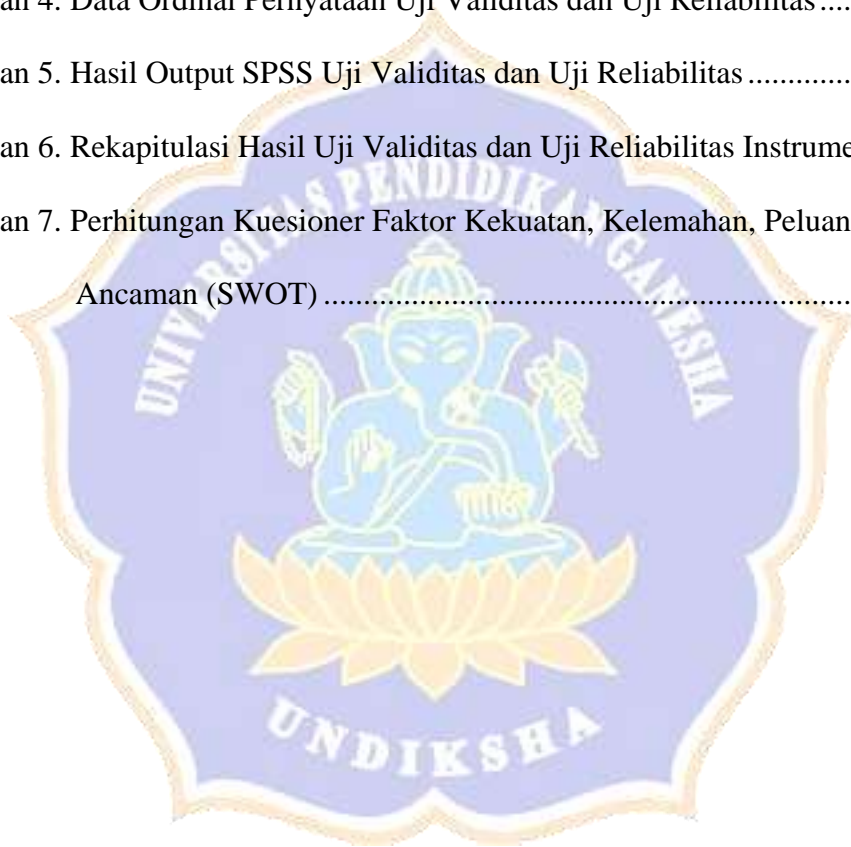 an 4. Data Ordinal Pernyataan Uji Validitas dan Uji Reliabilitas ....
an 5. Hasil Output SPSS Uji Validitas dan Uji Reliabilitas .............
an 6. Rekapitulasi Hasil Uji Validitas dan Uji Reliabilitas Instrume
an 7. Perhitungan Kuesioner Faktor Kekuatan, Kelemahan, Peluan
Ancaman (SWOT) .......................................................
UNIVERSITAS PENDIDIKAN GANESHA
UNDIKSHA